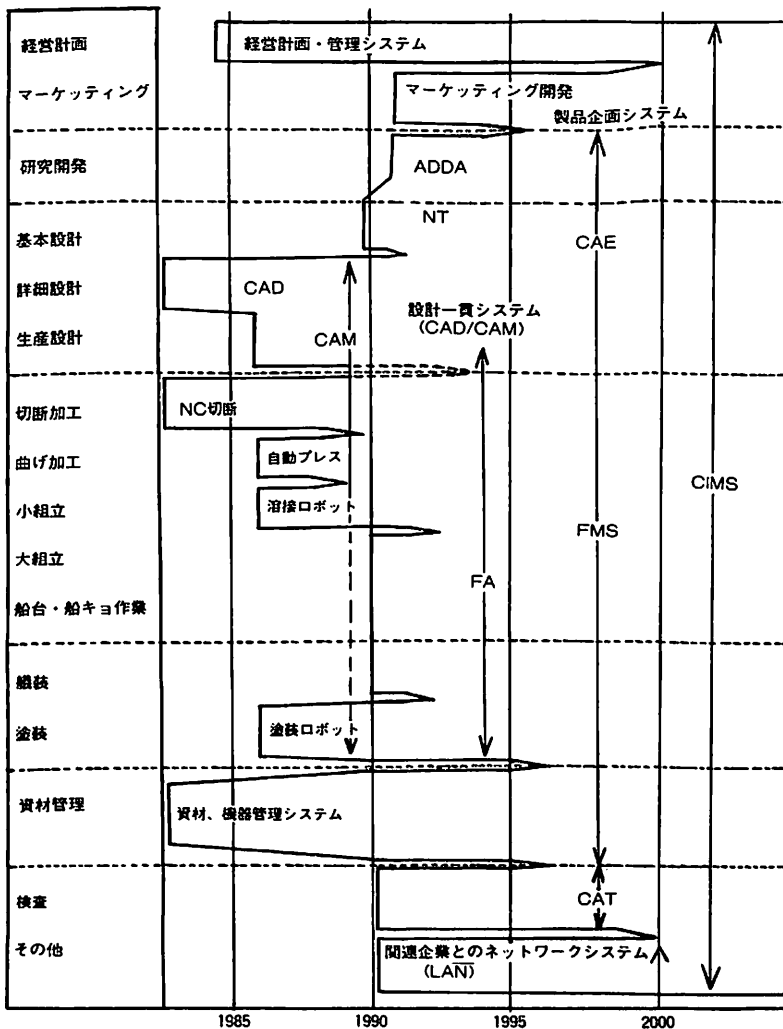 経営計画
経営計画・管理システム
マーケッティング
マーケッティング開発
製品企画システム
研究開発
ADDA
NT
CAE
基本設計
詳細設計
CAD
設計一貫システム
(CAD/CAM)
生産設計
CAM
切断加工
NC切断
曲げ加工
自動プレス
CIMS
小組立
溶接ロボット
FMS
大組立
FA
船台・船キョ作業
艤装
塗装
塗装ロボット
資材管理
資材、機器管理システム
検査
CAT
その他
関連企業とのネットワークシステム
(LAN)
1985
1990
1995
2000